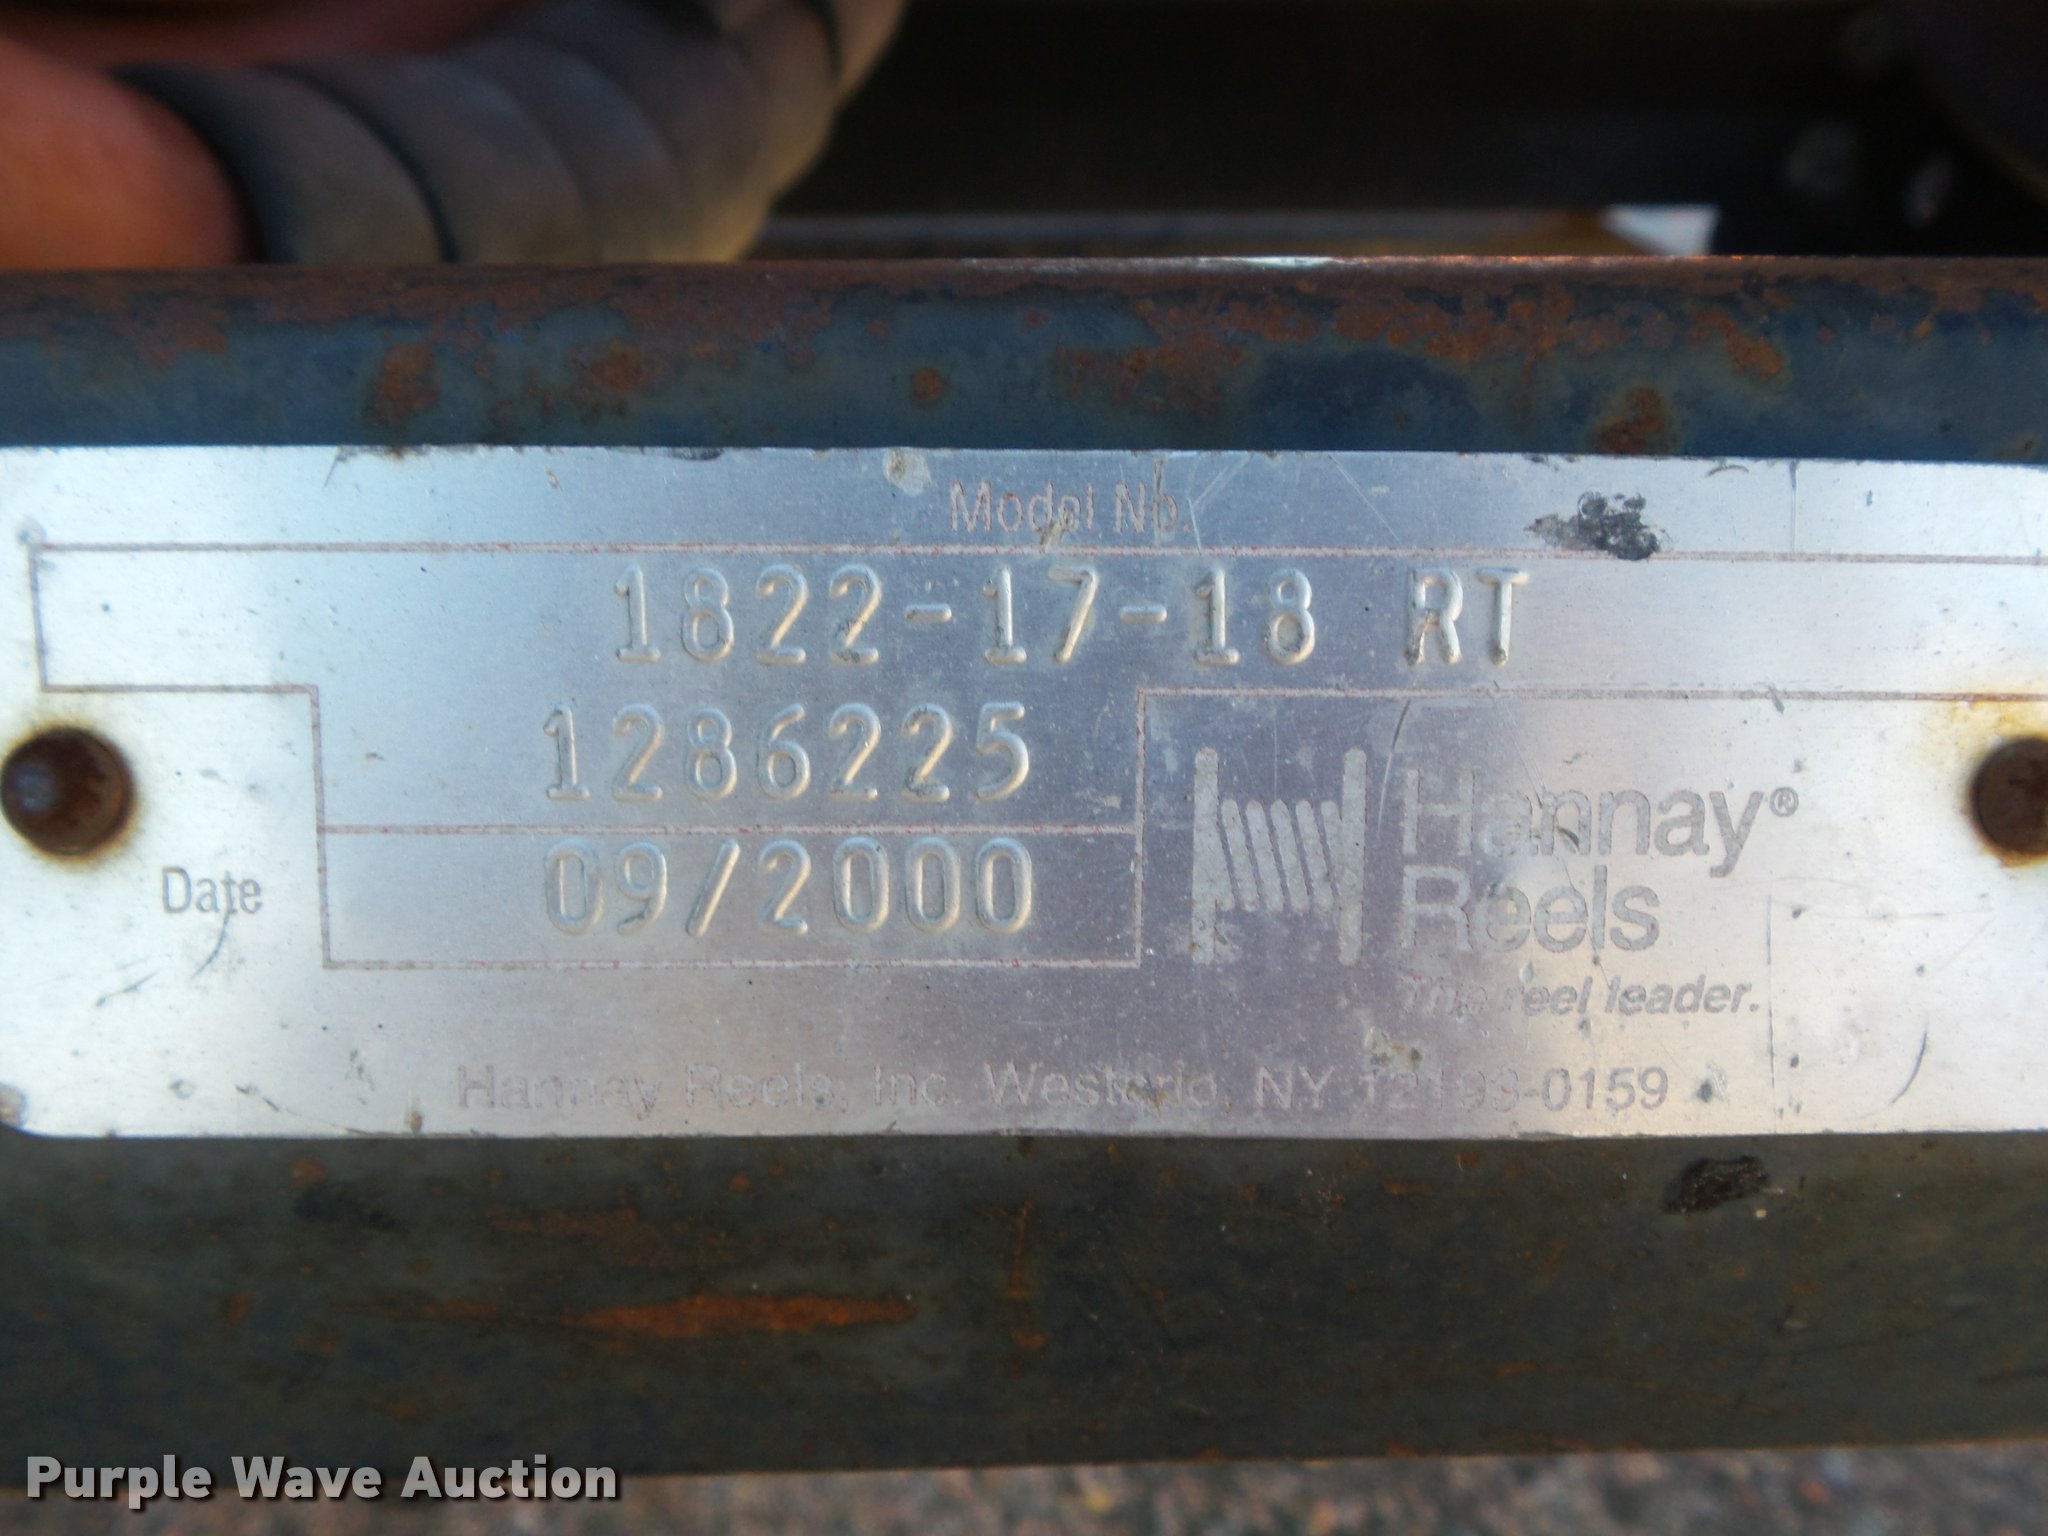 Model No.
1822-17-18 RT
1286225
Date 09/2000
Hannay®
Reels
The reel leader.
Hannay Reels, Inc. Westerlo, NY 12193-0159
Purple Wave Auction